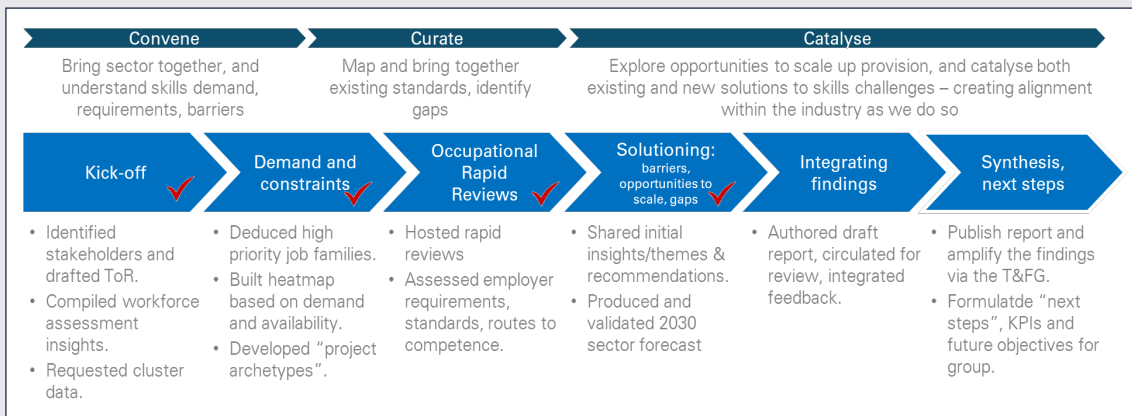 Convene
Curate
Catalyse
Bring sector together, and
understand skills demand,
requirements, barriers
Map and bring together
existing standards, identify
gaps
Explore opportunities to scale up provision, and catalyse both
existing and new solutions to skills challenges – creating alignment
within the industry as we do so
Kick-off
Demand and
constraints
Occupational
Rapid
Reviews
Solutioning:
barriers,
opportunities to
scale, gaps
Integrating
findings
Synthesis,
next steps
• Identified
stakeholders and
drafted ToR.
• Compiled workforce
assessment
insights.
• Requested cluster
data.
• Deduced high
priority job families.
• Built heatmap
based on demand
and availability.
• Developed “project
archetypes”.
• Hosted rapid
reviews
• Assessed employer
requirements,
standards, routes to
competence.
• Shared initial
insights/themes &
recommendations.
• Produced and
validated 2030
sector forecast
• Authored draft
report, circulated for
review, integrated
feedback.
• Publish report and
amplify the findings
via the T&FG.
• Formulatde “next
steps”, KPIs and
future objectives for
group.